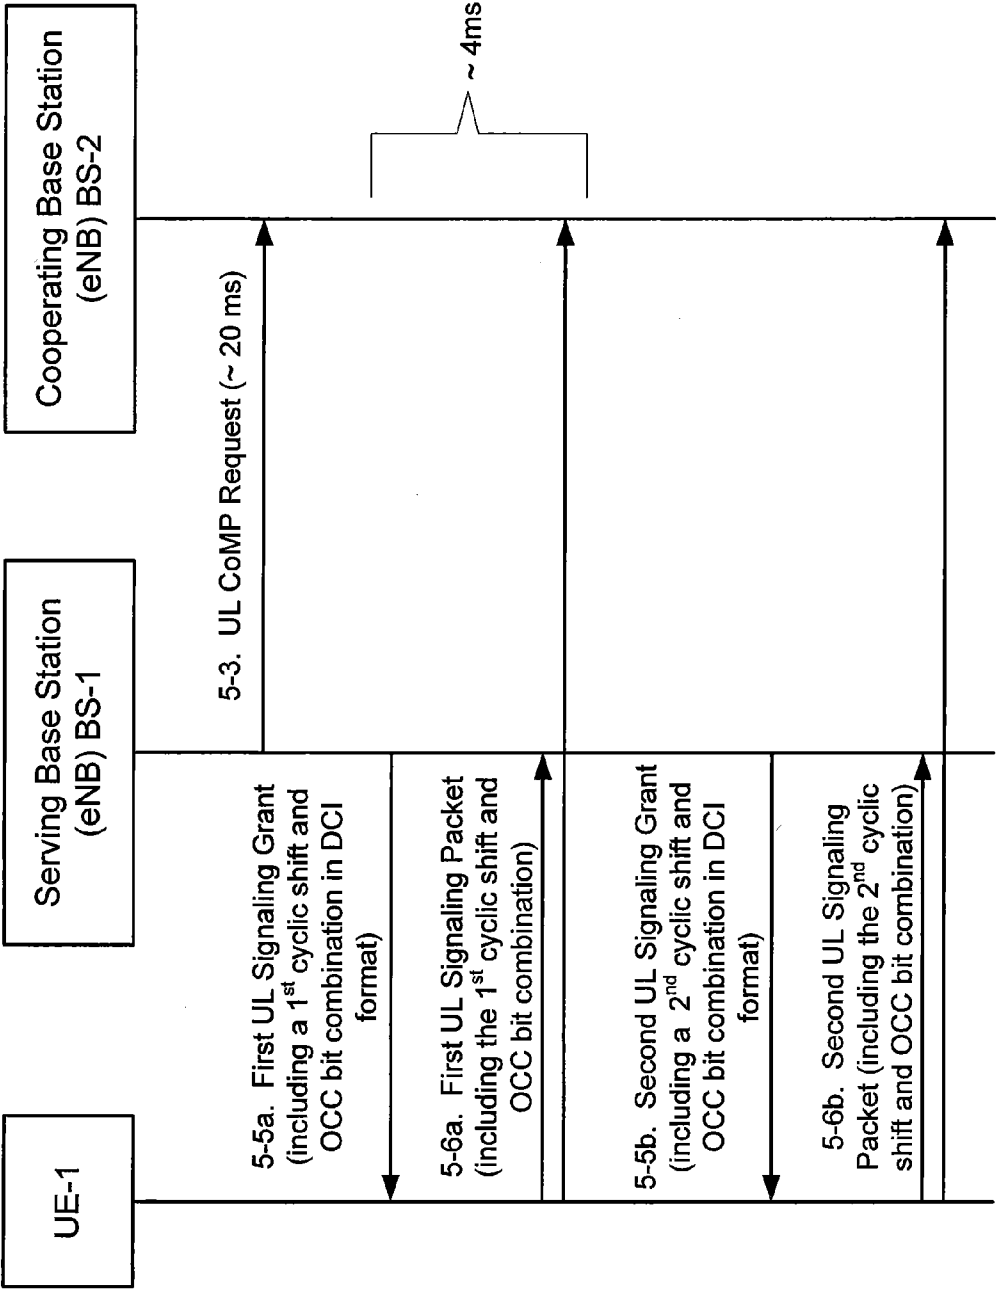 UE-1
Serving Base Station
(eNB) BS-1
Cooperating Base Station
(eNB) BS-2
5-3. UL CoMP Request (~ 20 ms)
5-5a. First UL Signaling Grant
(including a 1st cyclic shift and
OCC bit combination in DCI
format)
~ 4ms
5-6a. First UL Signaling Packet
(including the 1st cyclic shift and
OCC bit combination)
5-5b. Second UL Signaling Grant
(including a 2nd cyclic shift and
OCC bit combination in DCI
format)
5-6b. Second UL Signaling
Packet (including the 2nd cyclic
shift and OCC bit combination)